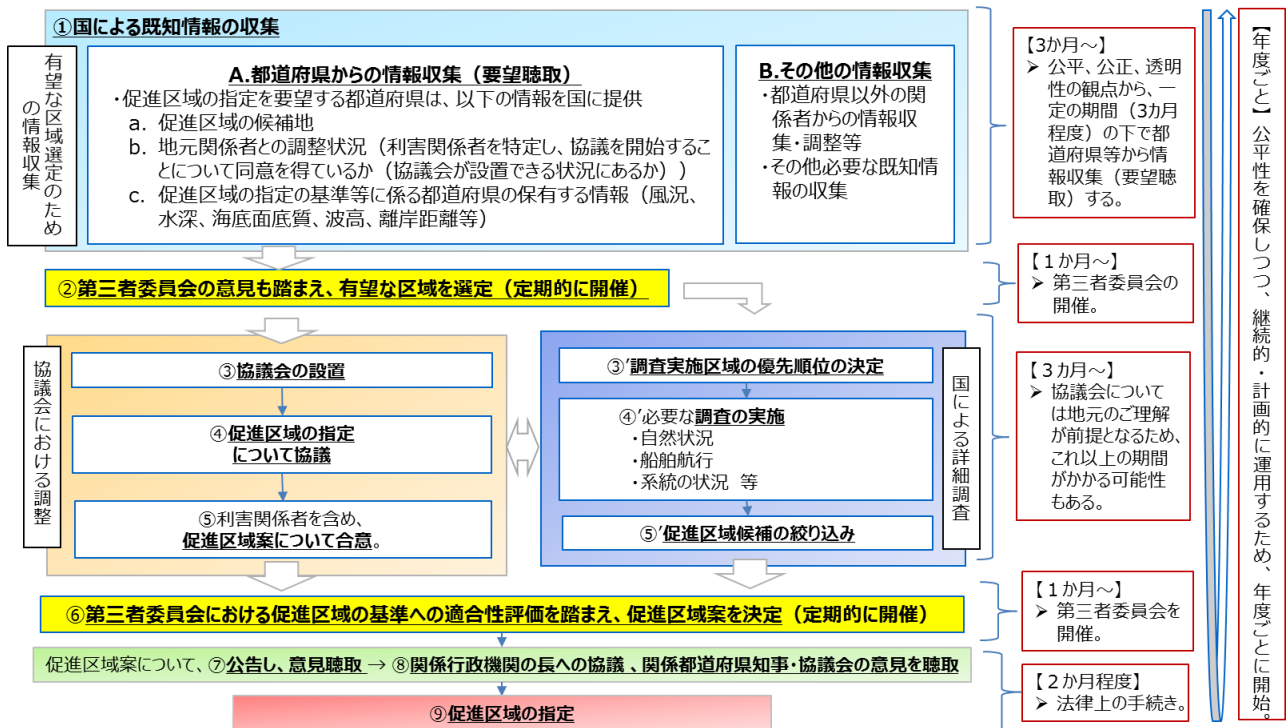 ①国による既知情報の収集
有望な区域選定のため
の情報収集
A.都道府県からの情報収集（要望聴取）
・促進区域の指定を要望する都道府県は、以下の情報を国に提供
a. 促進区域の候補地
b. 地元関係者との調整状況（利害関係者を特定し、協議を開始するこ
とについて同意を得ているか（協議会が設置できる状況にあるか））
c. 促進区域の指定の基準等に係る都道府県の保有する情報（風況、
水深、海底面底質、波高、離岸距離等）
B.その他の情報収集
・都道府県以外の関
係者からの情報収
集・調整等
・その他必要な既知情
報の収集
【3か月～】
➢ 公平、公正、透明
性の観点から、一
定の期間（3カ月
程度）の下で都
道府県等から情
報収集（要望聴
取）する。
②第三者委員会の意見も踏まえ、有望な区域を選定（定期的に開催）
【１か月～】
➢ 第三者委員会の
開催。
協議会における調整
③協議会の設置
④促進区域の指定
について協議
⑤利害関係者を含め、
促進区域案について合意。
③’調査実施区域の優先順位の決定
④’必要な調査の実施
・自然状況
・船舶航行
・系統の状況 等
⑤’促進区域候補の絞り込み
国による詳細調査
【３カ月～】
➢ 協議会について
は地元のご理解
が前提となるため、
これ以上の期間
がかかる可能性
もある。
⑥第三者委員会における促進区域の基準への適合性評価を踏まえ、促進区域案を決定（定期的に開催）
【１か月～】
➢ 第三者委員会を
開催。
促進区域案について、⑦公告し、意見聴取 → ⑧関係行政機関の長への協議 、関係都道府県知事・協議会の意見を聴取
⑨促進区域の指定
【２か月程度】
➢ 法律上の手続き。
【年度ごと】公平性を確保しつつ、継続的・計画的に運用するため、年度ごとに開始。